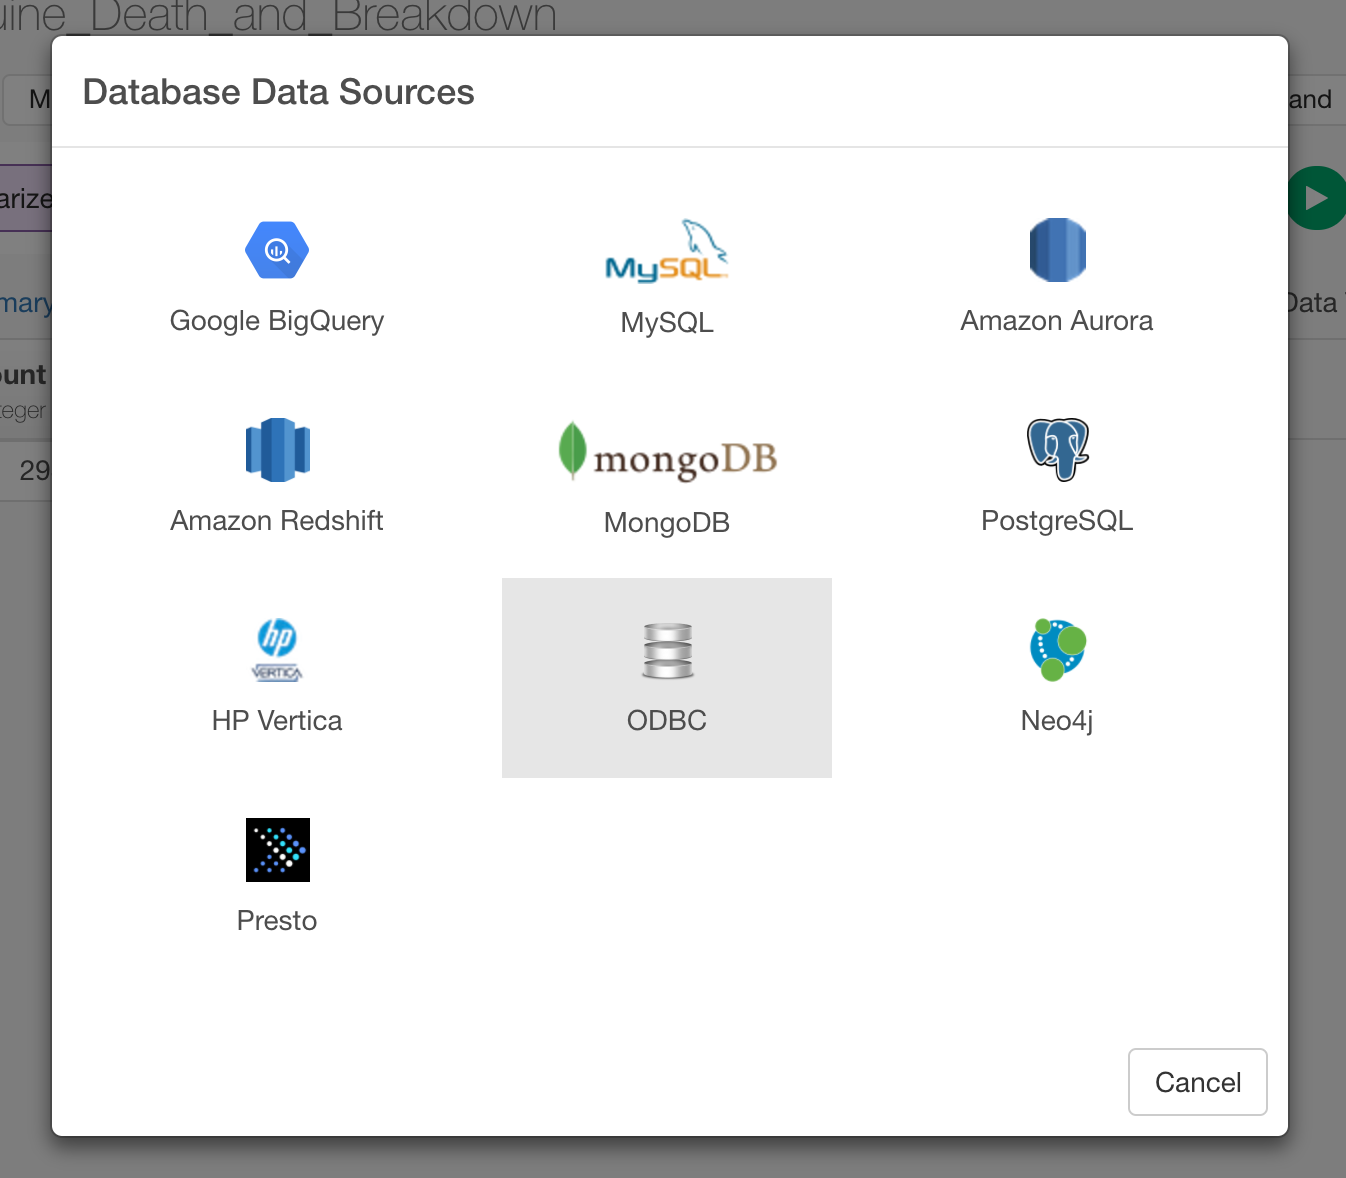 uine_Death_and_Breakdown
Database Data Sources
M
and
arize
MySQL
Google BigQuery
MySQL
Amazon Aurora
mary
Data
ount
teger
29
mongoDB
Amazon Redshift
MongoDB
PostgreSQL
hp
VERTICA
HP Vertica
ODBC
Neo4j
Presto
Cancel